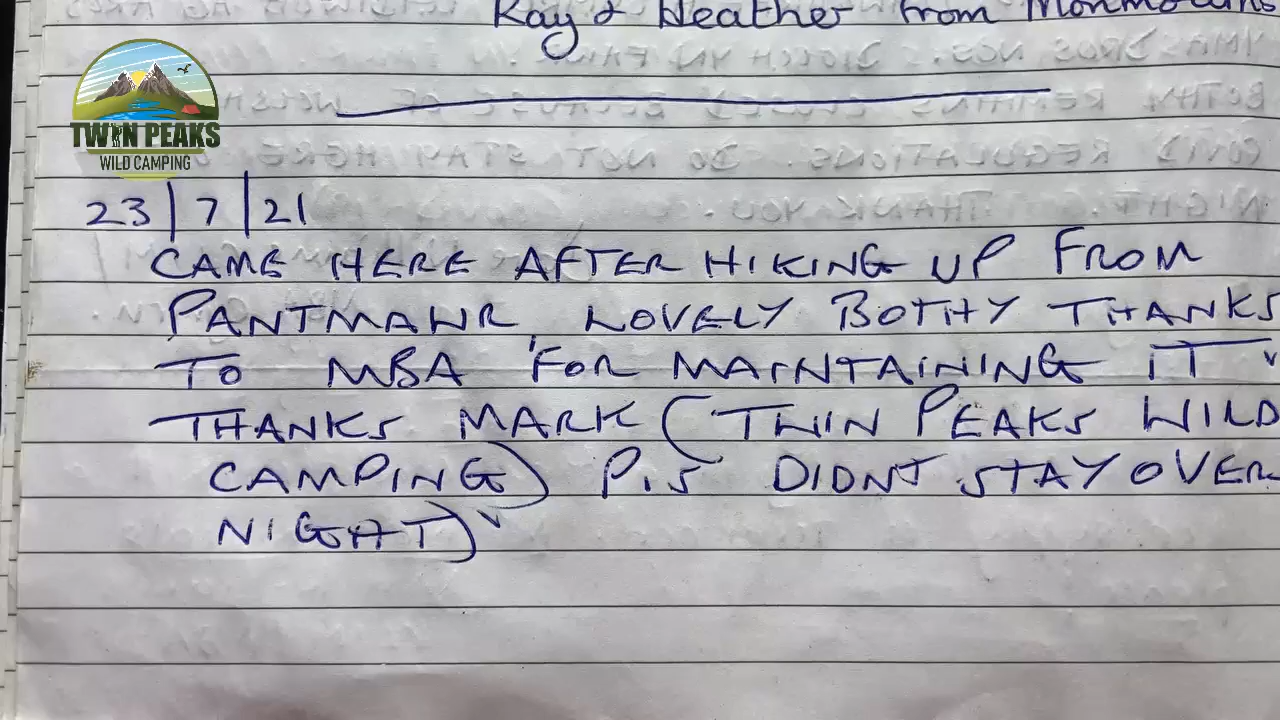 Kay & Heather from Monmouth
TWIN PEAKS
WILD CAMPING
23/7/21
CAME HERE AFTER HIKING UP FROM
PANTMAWR, LOVELY BOTHY THANKS
TO MBA FOR MAINTAINING IT
THANKS MARK (TWIN PEAKS WILD
CAMPING) P.S DIDNT STAY OVER
NIGHT)